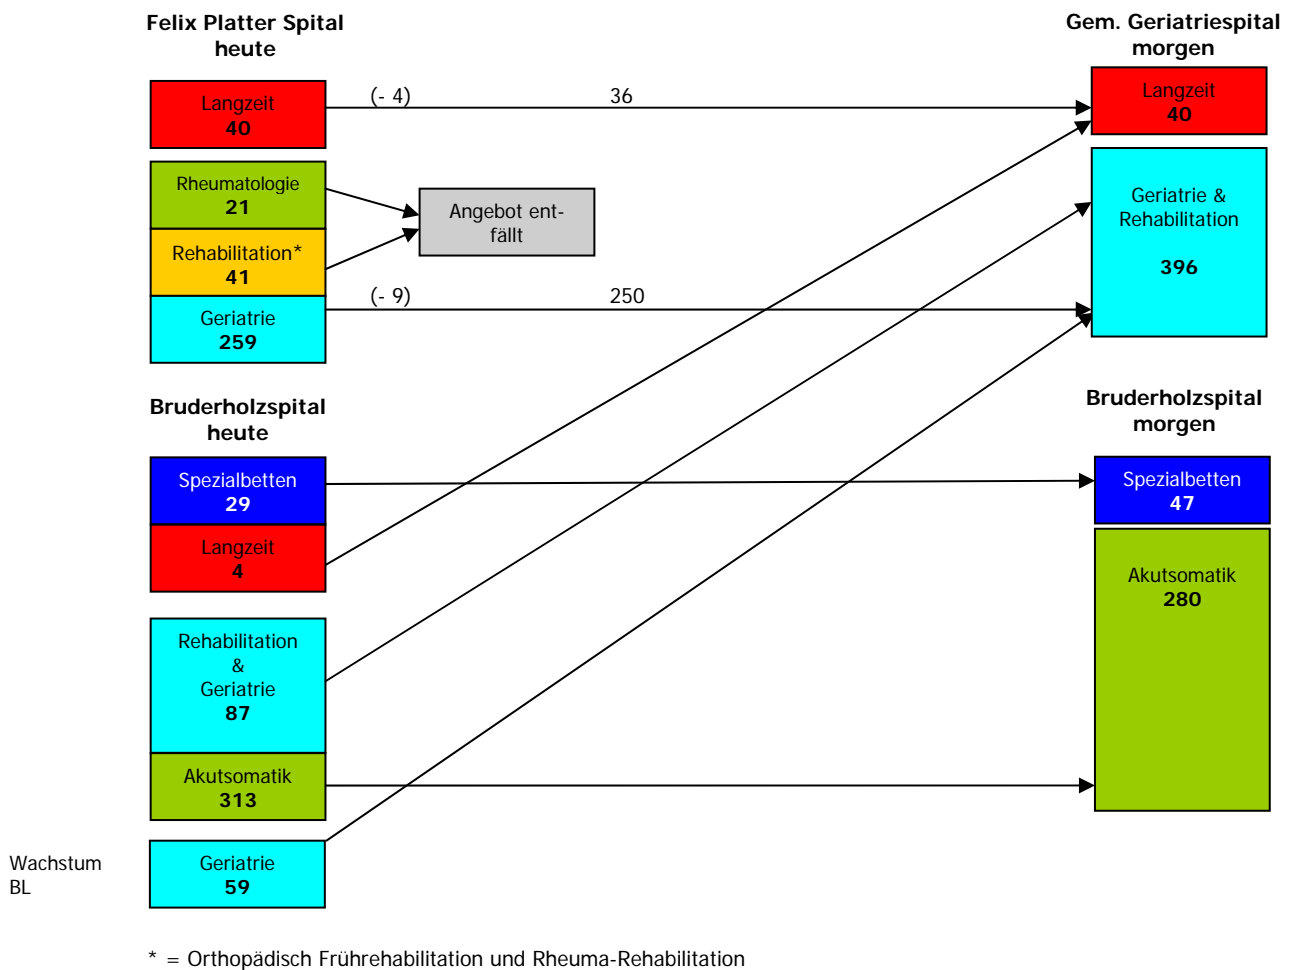 Felix Platter Spital
heute
Gem. Geriatriespital
morgen
Langzeit
40
(- 4)
36
Langzeit
40
Rheumatologie
21
Angebot ent-
fällt
Rehabilitation*
41
Geriatrie &
Rehabilitation
396
(- 9)
250
Geriatrie
259
Bruderholzspital
heute
Bruderholzspital
morgen
Spezialbetten
29
Spezialbetten
47
Langzeit
4
Akutsomatik
280
Rehabilitation
&
Geriatrie
87
Akutsomatik
313
Wachstum
BL
Geriatrie
59
* = Orthopädisch Frührehabilitation und Rheuma-Rehabilitation